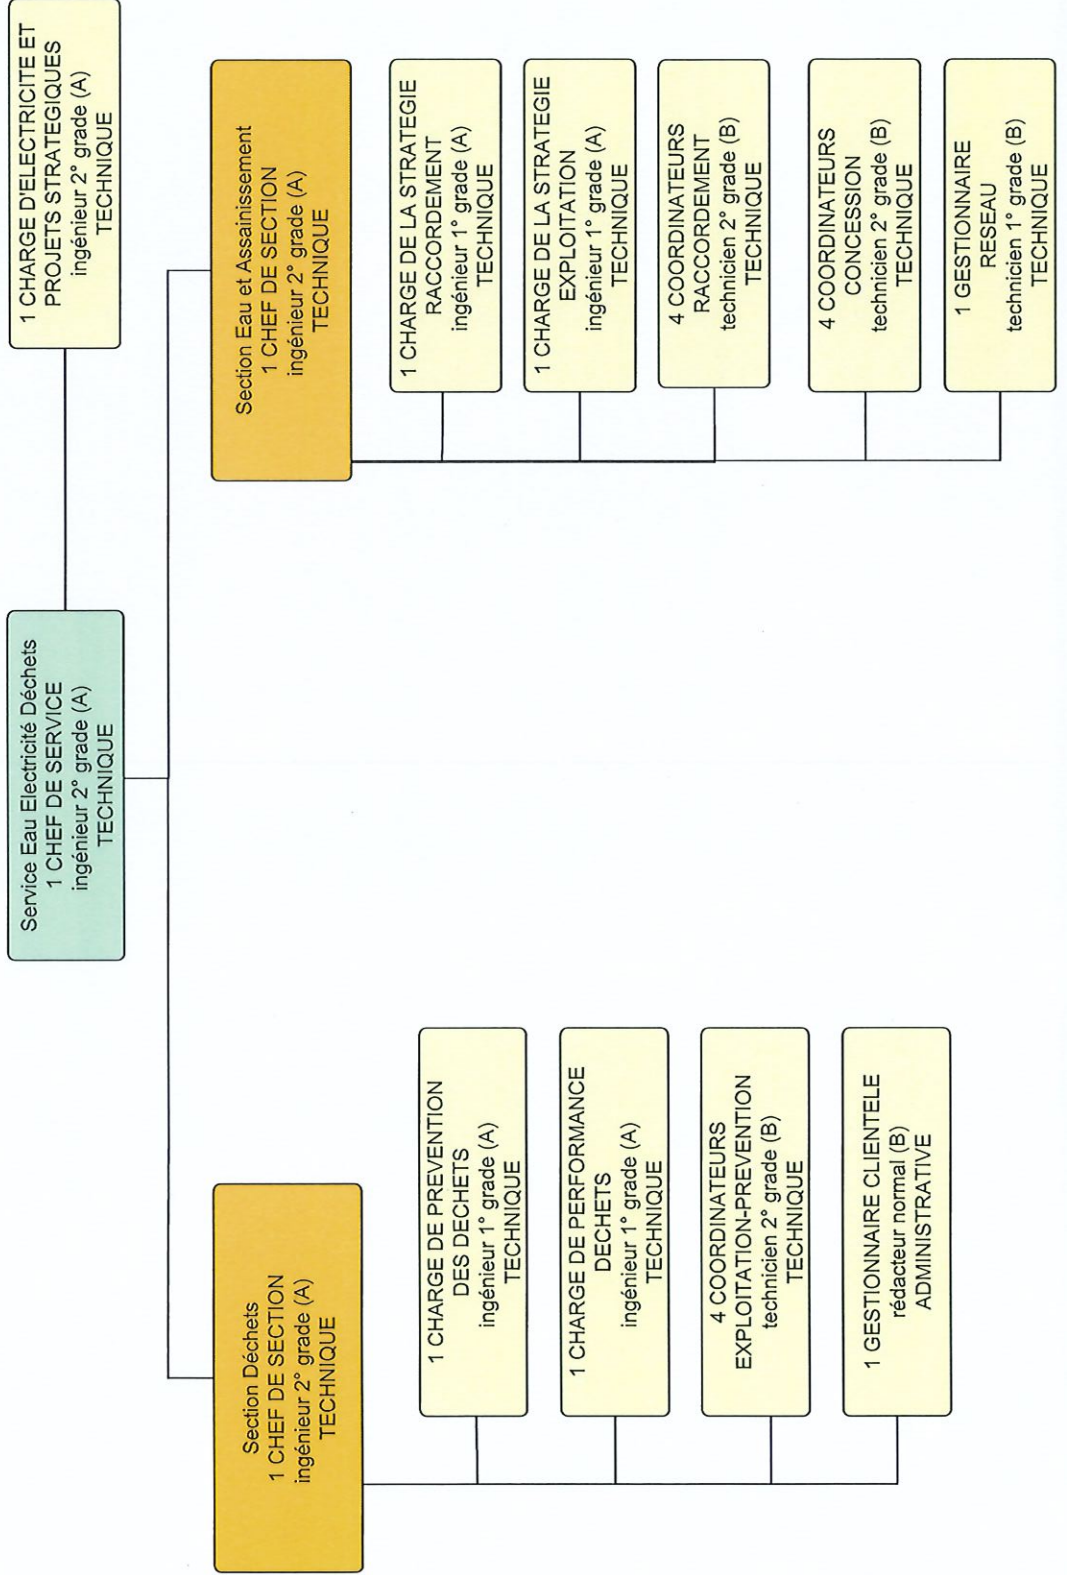 Service Eau Electricité Déchets
1 CHEF DE SERVICE
ingénieur 2° grade (A)
TECHNIQUE
1 CHARGE D'ELECTRICITE ET
PROJETS STRATEGIQUES
ingénieur 2° grade (A)
TECHNIQUE
Section Déchets
1 CHEF DE SECTION
ingénieur 2° grade (A)
TECHNIQUE
1 CHARGE DE PREVENTION
DES DECHETS
ingénieur 1° grade (A)
TECHNIQUE
1 CHARGE DE PERFORMANCE
DECHETS
ingénieur 1° grade (A)
TECHNIQUE
4 COORDINATEURS
EXPLOITATION-PREVENTION
technicien 2° grade (B)
TECHNIQUE
1 GESTIONNAIRE CLIENTELE
rédacteur normal (B)
ADMINISTRATIVE
Section Eau et Assainissement
1 CHEF DE SECTION
ingénieur 2° grade (A)
TECHNIQUE
1 CHARGE DE LA STRATEGIE
RACCORDEMENT
ingénieur 1° grade (A)
TECHNIQUE
1 CHARGE DE LA STRATEGIE
EXPLOITATION
ingénieur 1° grade (A)
TECHNIQUE
4 COORDINATEURS
RACCORDEMENT
technicien 2° grade (B)
TECHNIQUE
4 COORDINATEURS
CONCESSION
technicien 2° grade (B)
TECHNIQUE
1 GESTIONNAIRE
RESEAU
technicien 1° grade (B)
TECHNIQUE